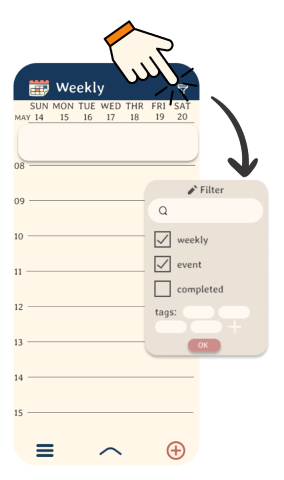 Weekly
SUN MON TUE WED THR FRI SAT
MAY 14 15 16 17 18 19 20
08
09
10
11
12
13
14
15
Filter
weekly
event
completed
tags:
OK